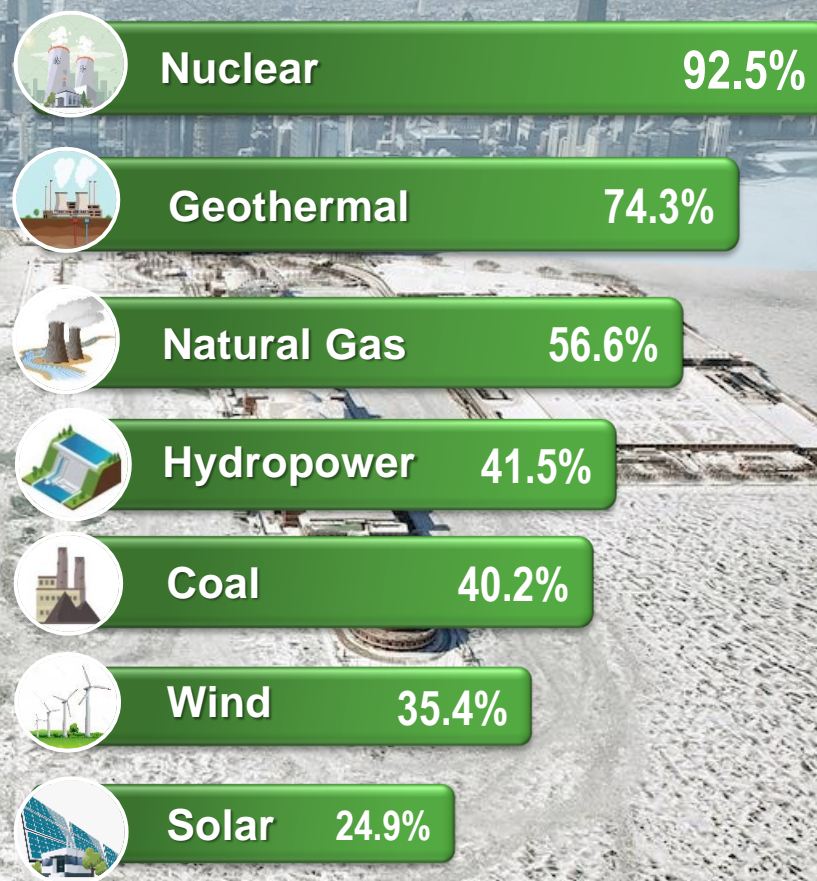 Nuclear 92.5%
Geothermal 74.3%
Natural Gas 56.6%
Hydropower 41.5%
Coal 40.2%
Wind 35.4%
Solar 24.9%